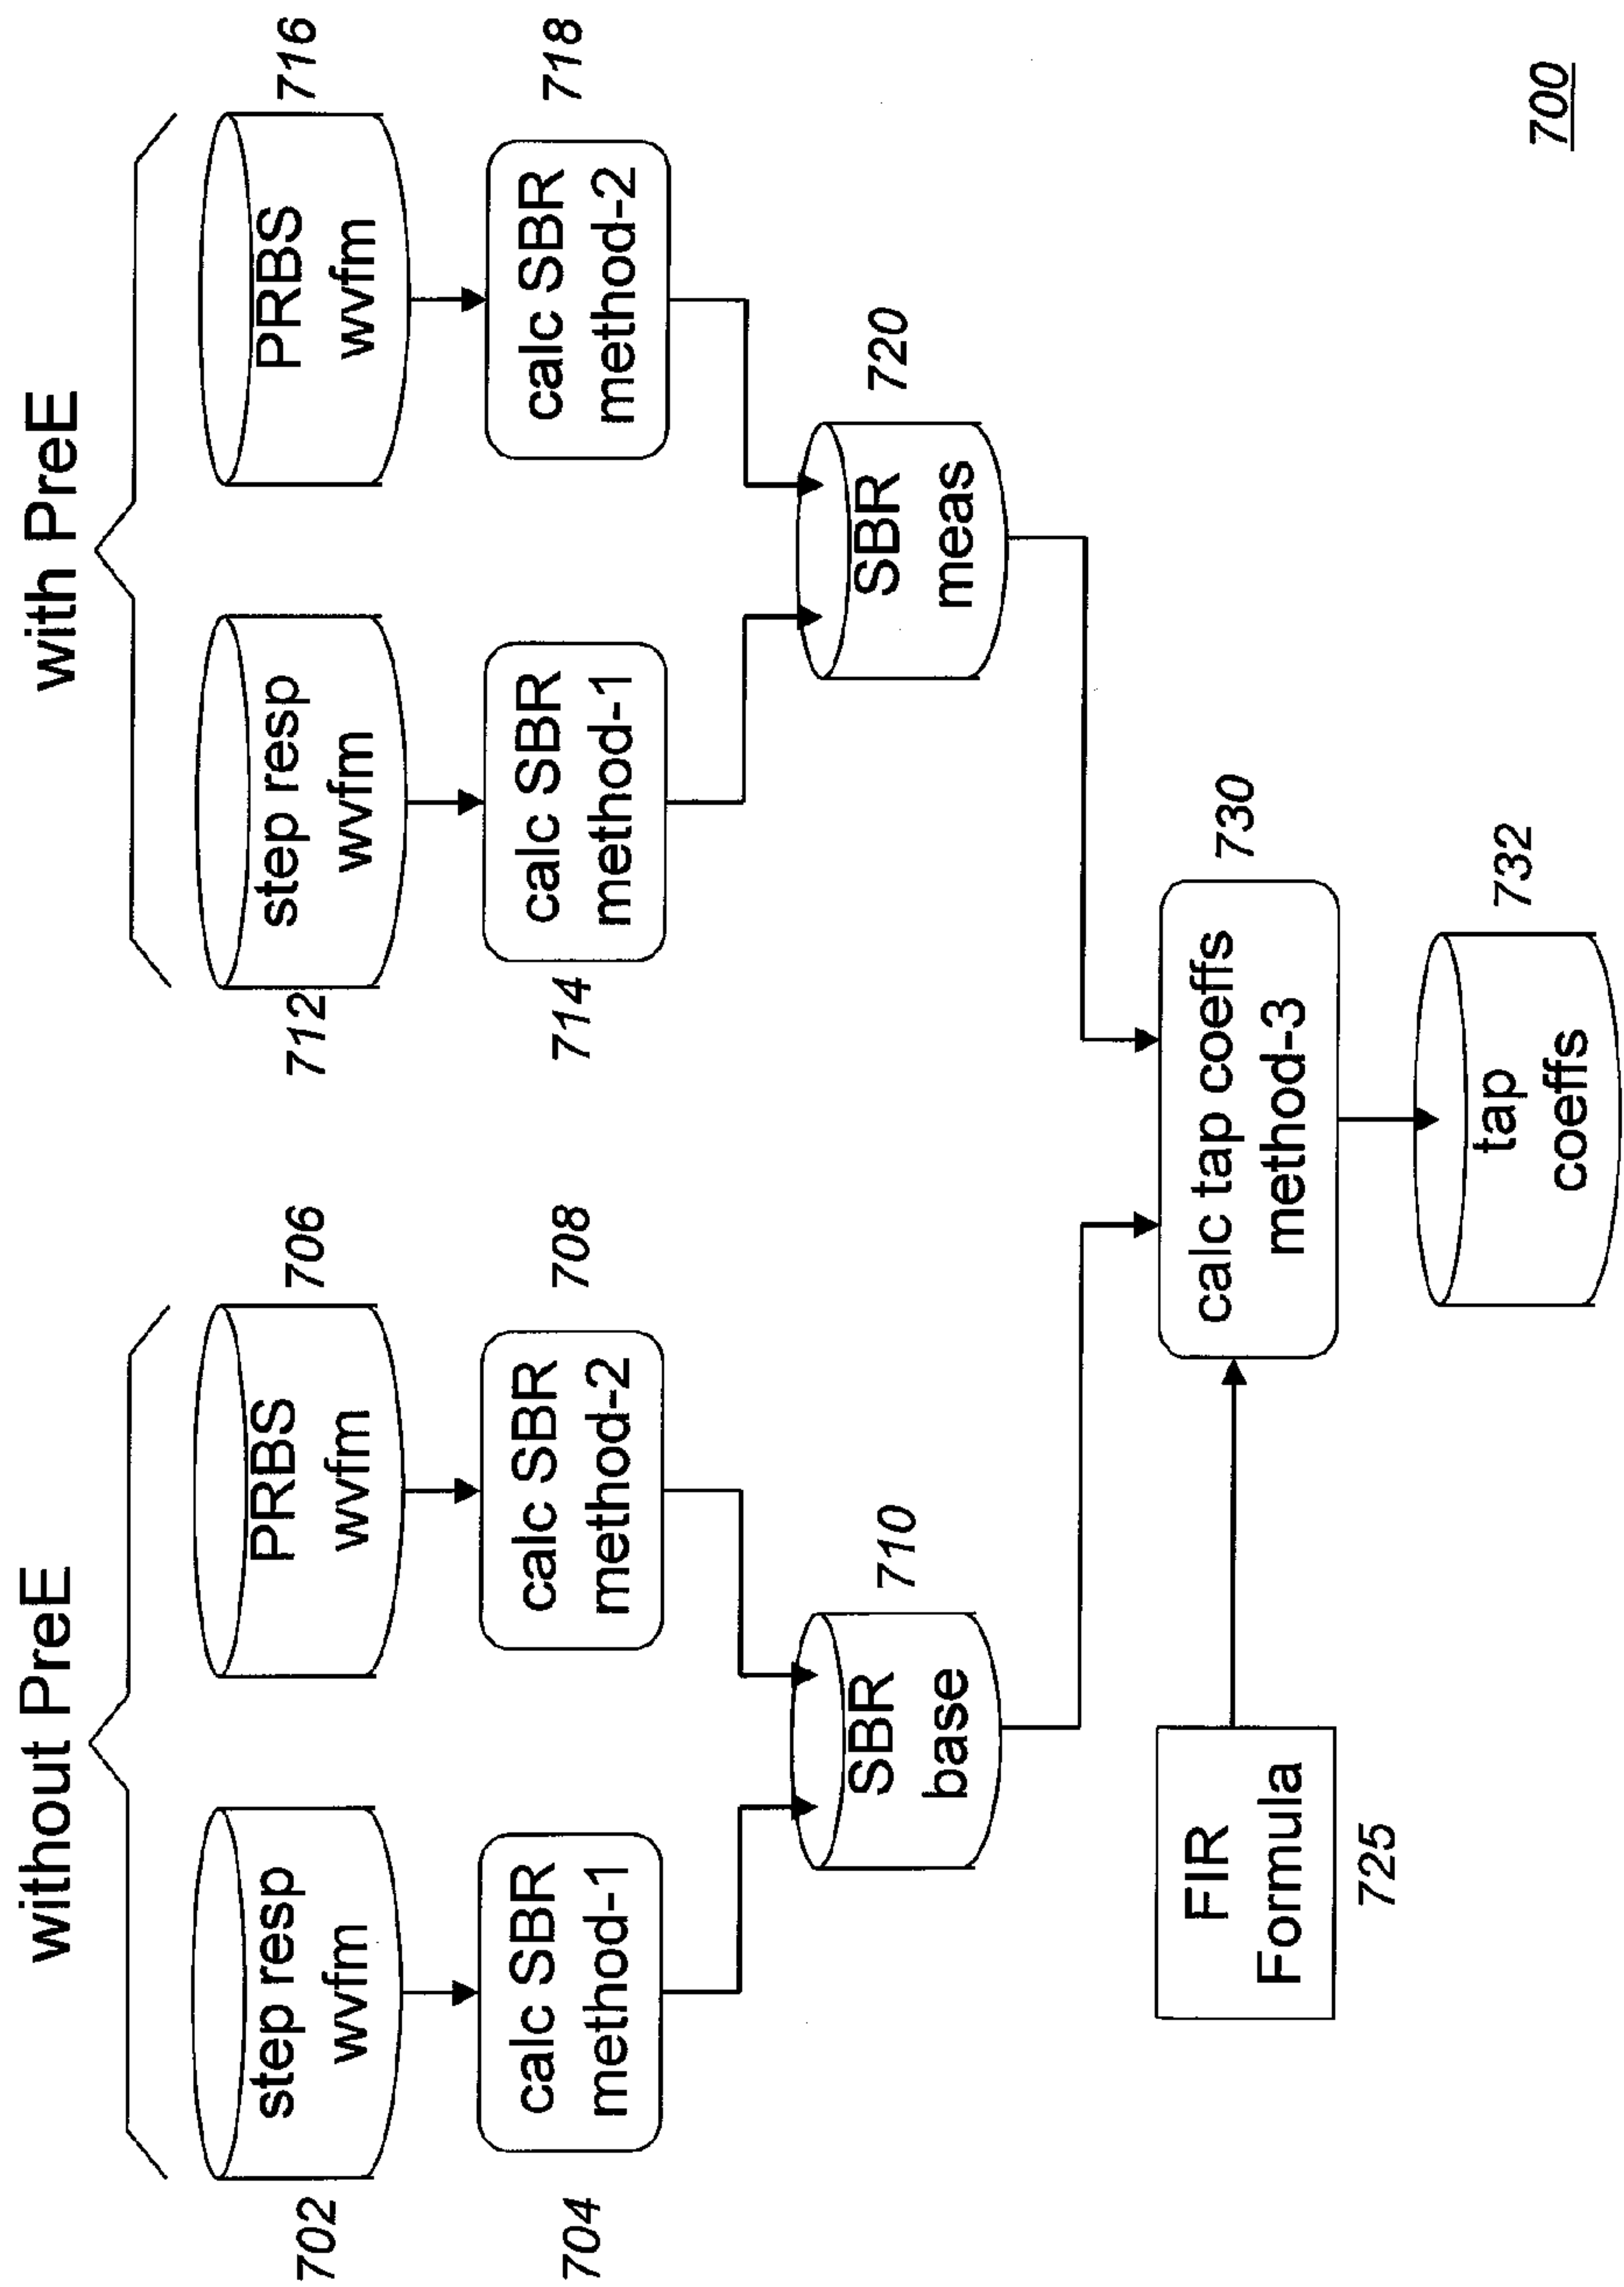 without PreE
with PreE
step resp
wvfm
702
PRBS
wvfm
706
712
step resp
wvfm
PRBS
wvfm
716
704
calc SBR
method-1
calc SBR
method-2
708
714
calc SBR
method-1
calc SBR
method-2
718
SBR
base
710
SBR
meas
720
FIR
Formula
725
calc tap coeffs
method-3
730
tap
coeffs
732
700